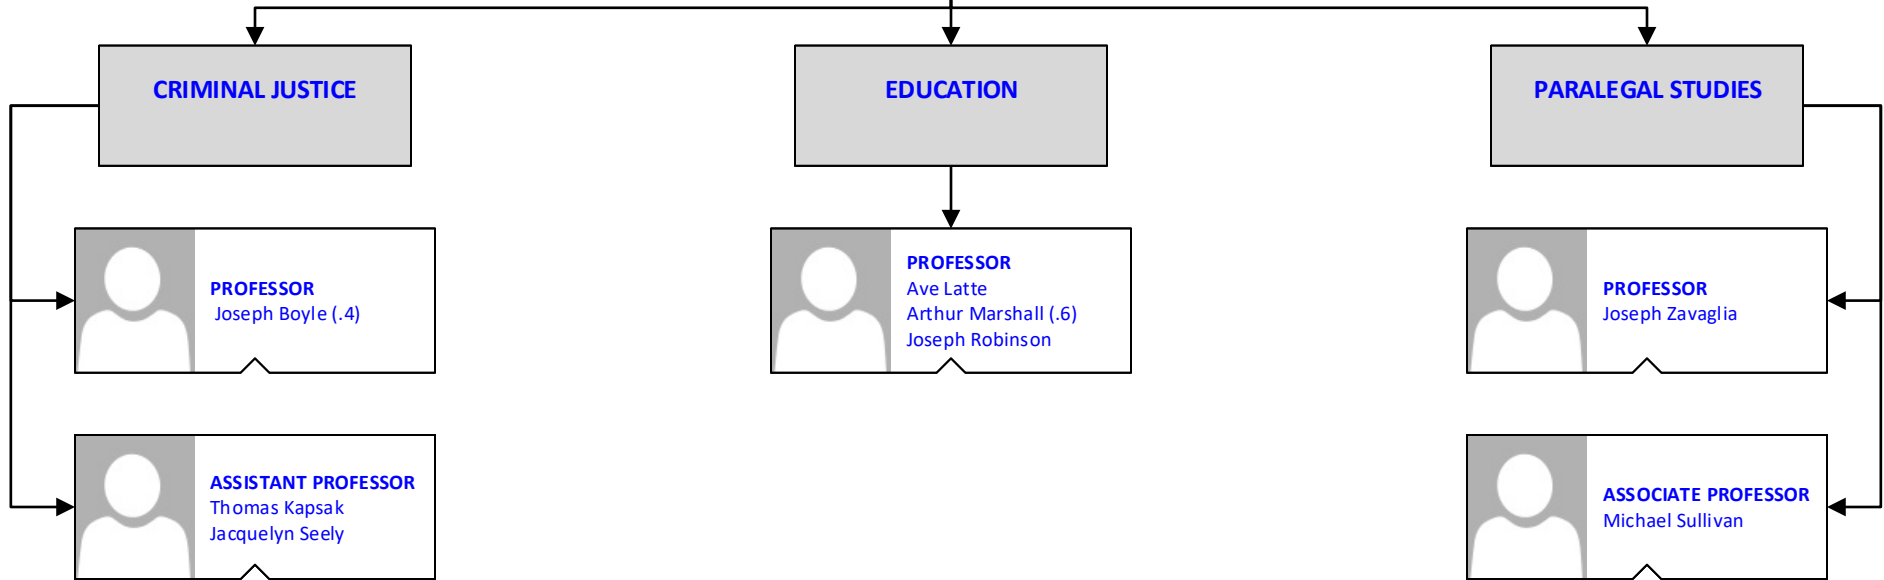 CRIMINAL JUSTICE
EDUCATION
PARALEGAL STUDIES
PROFESSOR
Joseph Boyle (.4)
PROFESSOR
Ave Latte
Arthur Marshall (.6)
Joseph Robinson
PROFESSOR
Joseph Zavaglia
ASSISTANT PROFESSOR
Thomas Kapsak
Jacquelyn Seely
ASSOCIATE PROFESSOR
Michael Sullivan